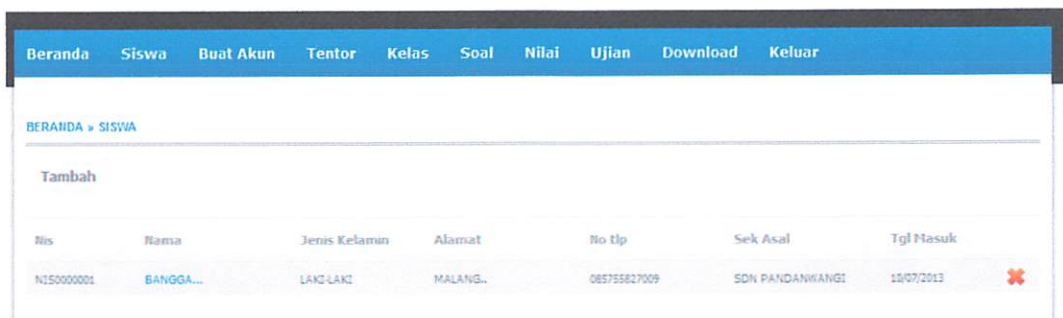 Beranda Siswa Buat Akun Tentor Kelas Soal Nilai Ujian Download Keluar
BERANDA » SISWA
Tambah
Nis Nama Jenis Kelamin Alamat No tlp Sek Asal Tgl Masuk
NIS0000001 BANGGA... LAKI-LAKI MALANG.. 085755827009 SDN PANDANWANGI 10/07/2013